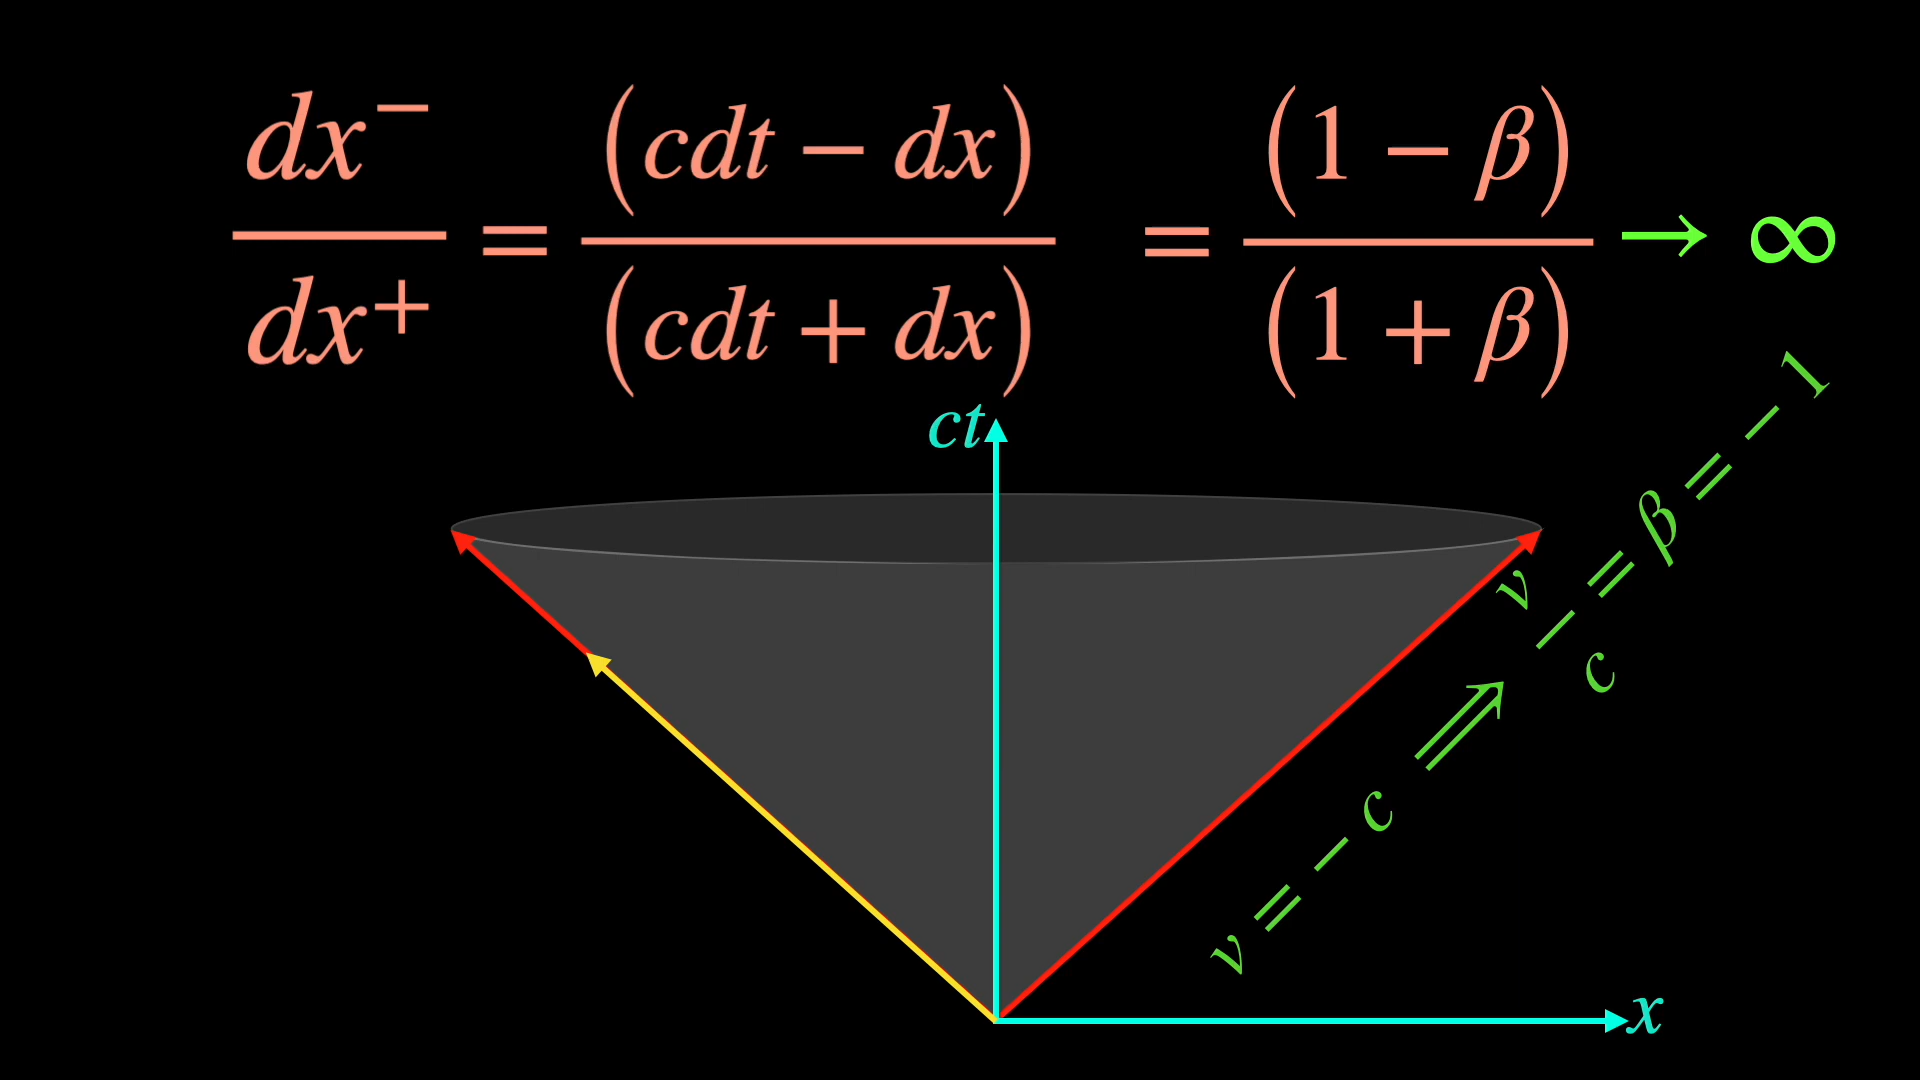 dx⁻/dx⁺ = (cdt − dx)/(cdt + dx) = (1 − β)/(1 + β) → ∞
ct
v = − c ⟹ v/c = β = − 1
x